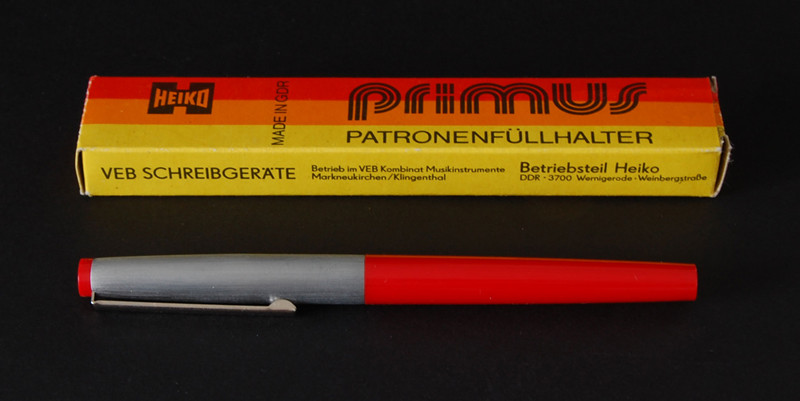 HEIKO
MADE IN GDR
primus
PATRONENFÜLLHALTER
VEB SCHREIBGERÄTE
Betrieb im VEB Kombinat Musikinstrumente
Markneukirchen/Klingenthal
Betriebsteil Heiko
DDR · 3700 Wernigerode · Weinbergstraße